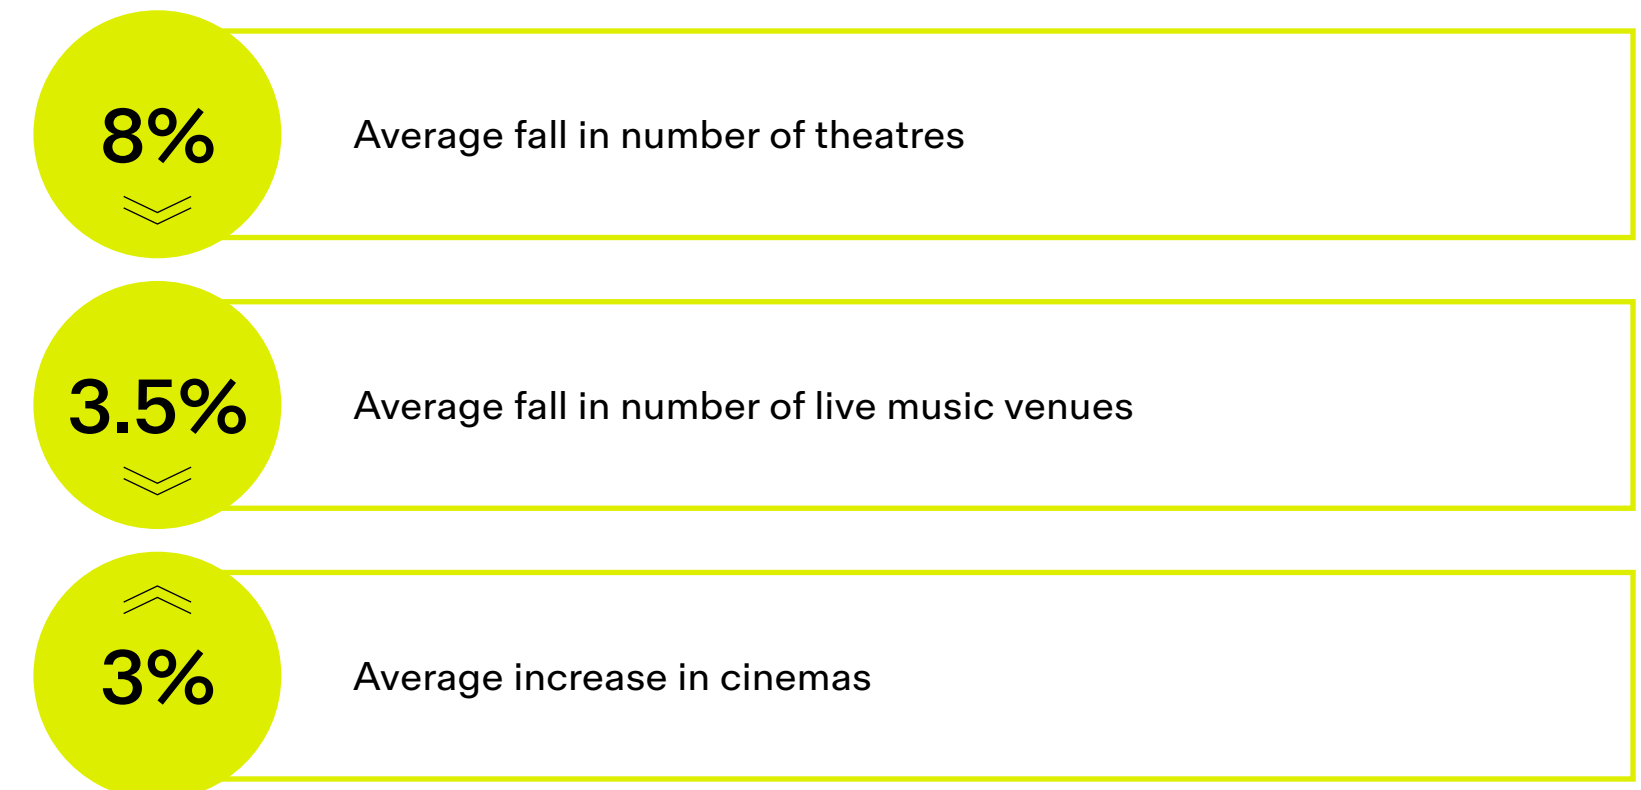 8%
Average fall in number of theatres
3.5%
Average fall in number of live music venues
3%
Average increase in cinemas